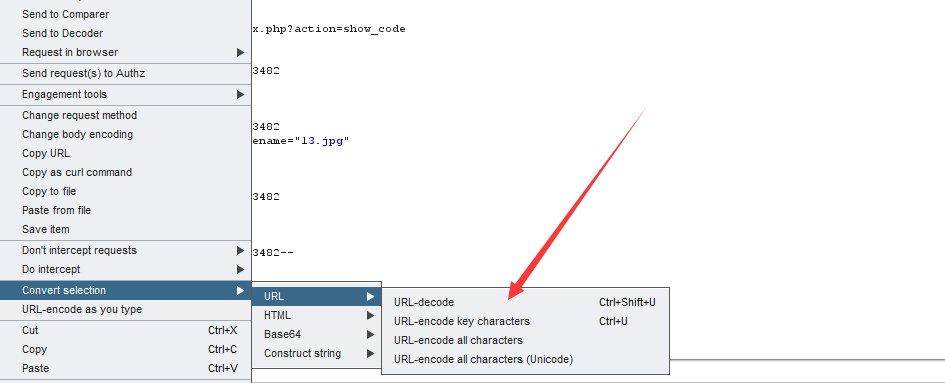 Send to Comparer
Send to Decoder
x.php?action=show_code
Request in browser
Send request(s) to Authz
3482
Engagement tools
Change request method
Change body encoding
3482
ename="13.jpg"
Copy URL
Copy as curl command
Copy to file
3482
Paste from file
Save item
Don't intercept requests
3482--
Do intercept
Convert selection
URL
URL-decode Ctrl+Shift+U
URL-encode as you type
HTML
URL-encode key characters Ctrl+U
Cut Ctrl+X
Base64
URL-encode all characters
Copy Ctrl+C
Construct string
URL-encode all characters (Unicode)
Paste Ctrl+V